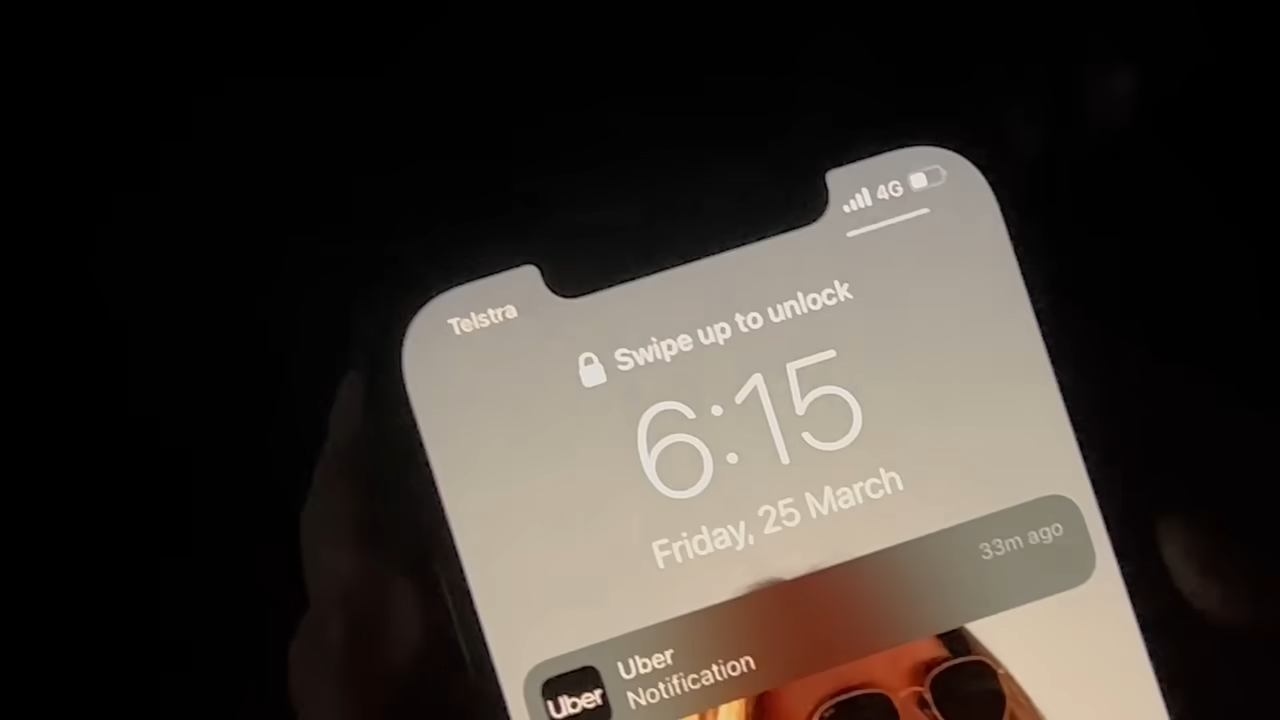 Telstra
4G
Swipe up to unlock
6:15
Friday, 25 March
33m ago
Uber
Uber
Notification